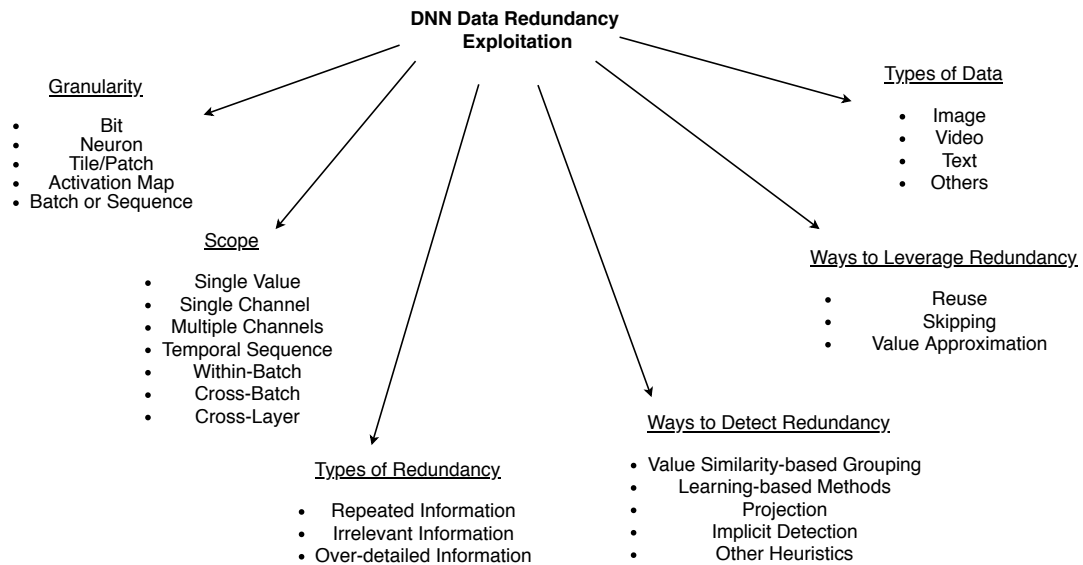 DNN Data Redundancy
Exploitation
Granularity
• Bit
• Neuron
• Tile/Patch
• Activation Map
• Batch or Sequence
Scope
• Single Value
• Single Channel
• Multiple Channels
• Temporal Sequence
• Within-Batch
• Cross-Batch
• Cross-Layer
Types of Redundancy
• Repeated Information
• Irrelevant Information
• Over-detailed Information
Ways to Detect Redundancy
• Value Similarity-based Grouping
• Learning-based Methods
• Projection
• Implicit Detection
• Other Heuristics
Ways to Leverage Redundancy
• Reuse
• Skipping
• Value Approximation
Types of Data
• Image
• Video
• Text
• Others